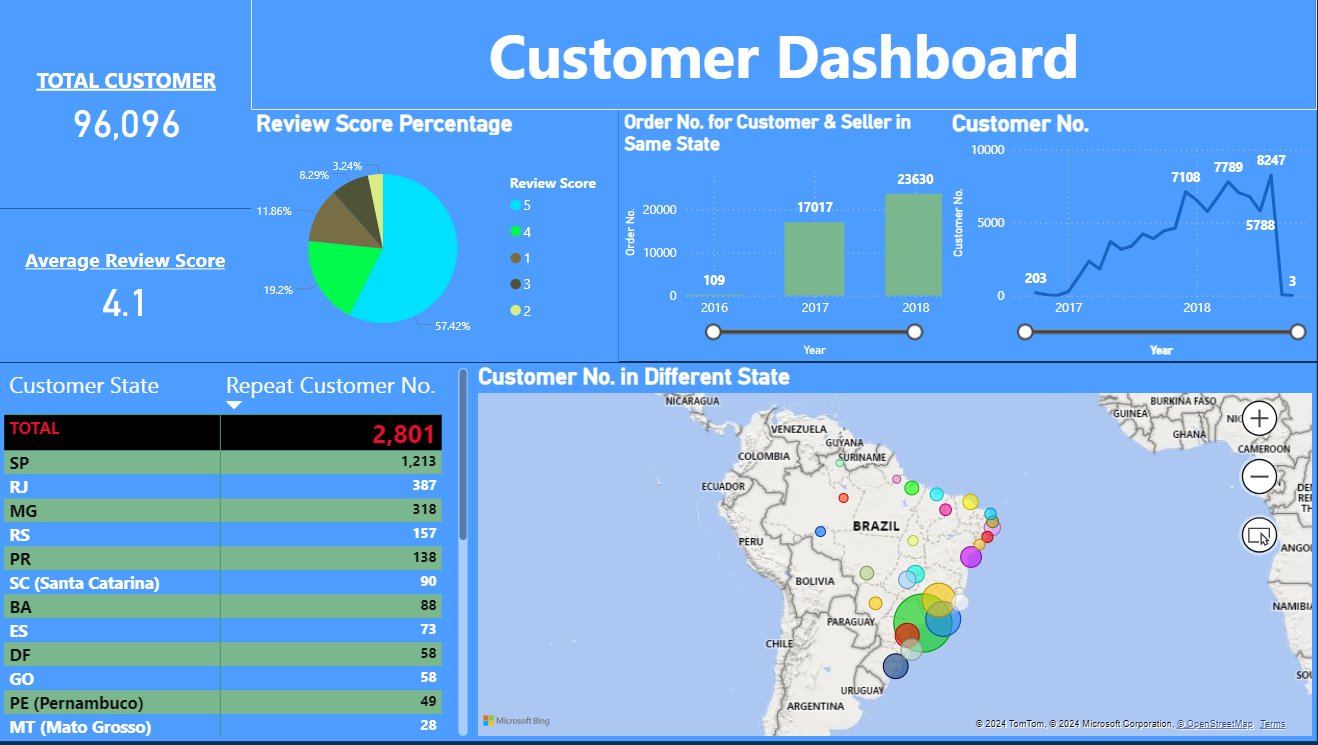 Customer Dashboard
TOTAL CUSTOMER
96,096
Average Review Score
4.1
Review Score Percentage
3.24%
8.29%
11.86%
19.2%
57.42%
Review Score
5
4
1
3
2
Order No. for Customer & Seller in
Same State
Order No.
20000
10000
0
109
17017
23630
2016
2017
2018
Year
Customer No.
Customer No.
10000
5000
0
203
7108
7789
8247
5788
3
2017
2018
Year
Customer State
Repeat Customer No.
TOTAL 2,801
SP 1,213
RJ 387
MG 318
RS 157
PR 138
SC (Santa Catarina) 90
BA 88
ES 73
DF 58
GO 58
PE (Pernambuco) 49
MT (Mato Grosso) 28
Customer No. in Different State
NICARAGUA
VENEZUELA
GUYANA
SURINAME
COLOMBIA
ECUADOR
BRAZIL
PERU
BOLIVIA
PARAGUAY
CHILE
URUGUAY
ARGENTINA
BURKINA FASO
GUINEA
GHANA
CAMEROON
Microsoft Bing
© 2024 TomTom, © 2024 Microsoft Corporation, © OpenStreetMap Terms